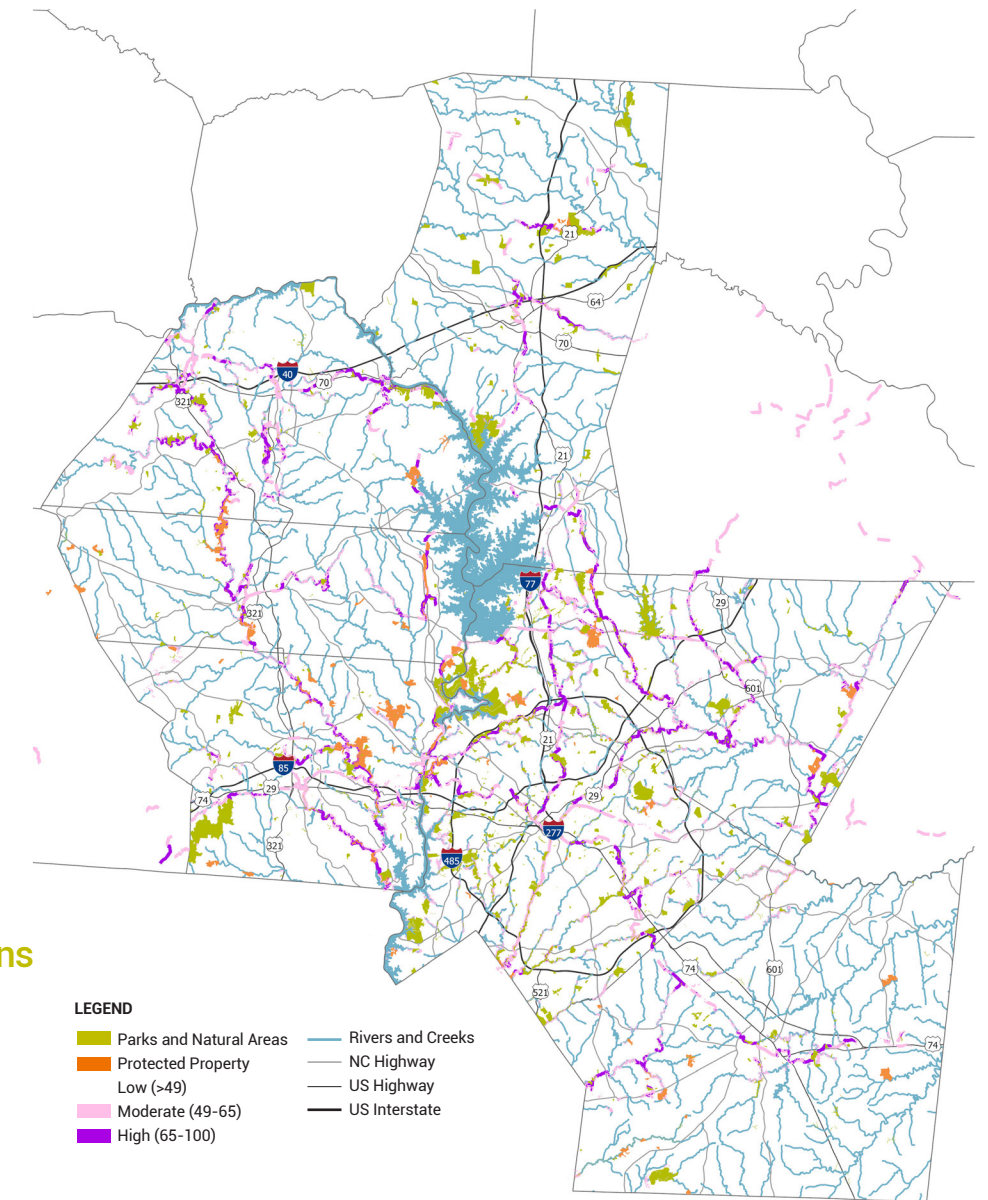 21
64
70
40
70
321
21
77
29
321
601
21
85
29
74
29
277
321
485
74
601
521
74
ns
LEGEND
Parks and Natural Areas
Protected Property
Low (>49)
Moderate (49-65)
High (65-100)
Rivers and Creeks
NC Highway
US Highway
US Interstate